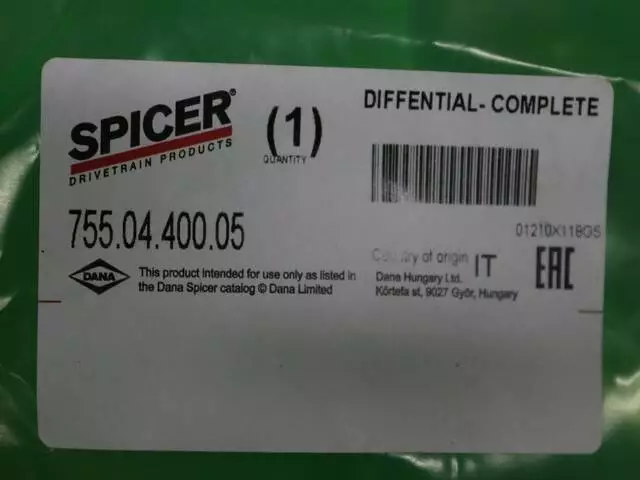 SPICER®
DRIVETRAIN PRODUCTS
(1)
QUANTITY
DIFFENTIAL- COMPLETE
01210X118GS
755.04.400.05
DANA
This product intended for use only as listed in
the Dana Spicer catalog © Dana Limited
Country of origin IT
Dana Hungary Ltd.
Körtefa st, 9027 Győr, Hungary
EAC